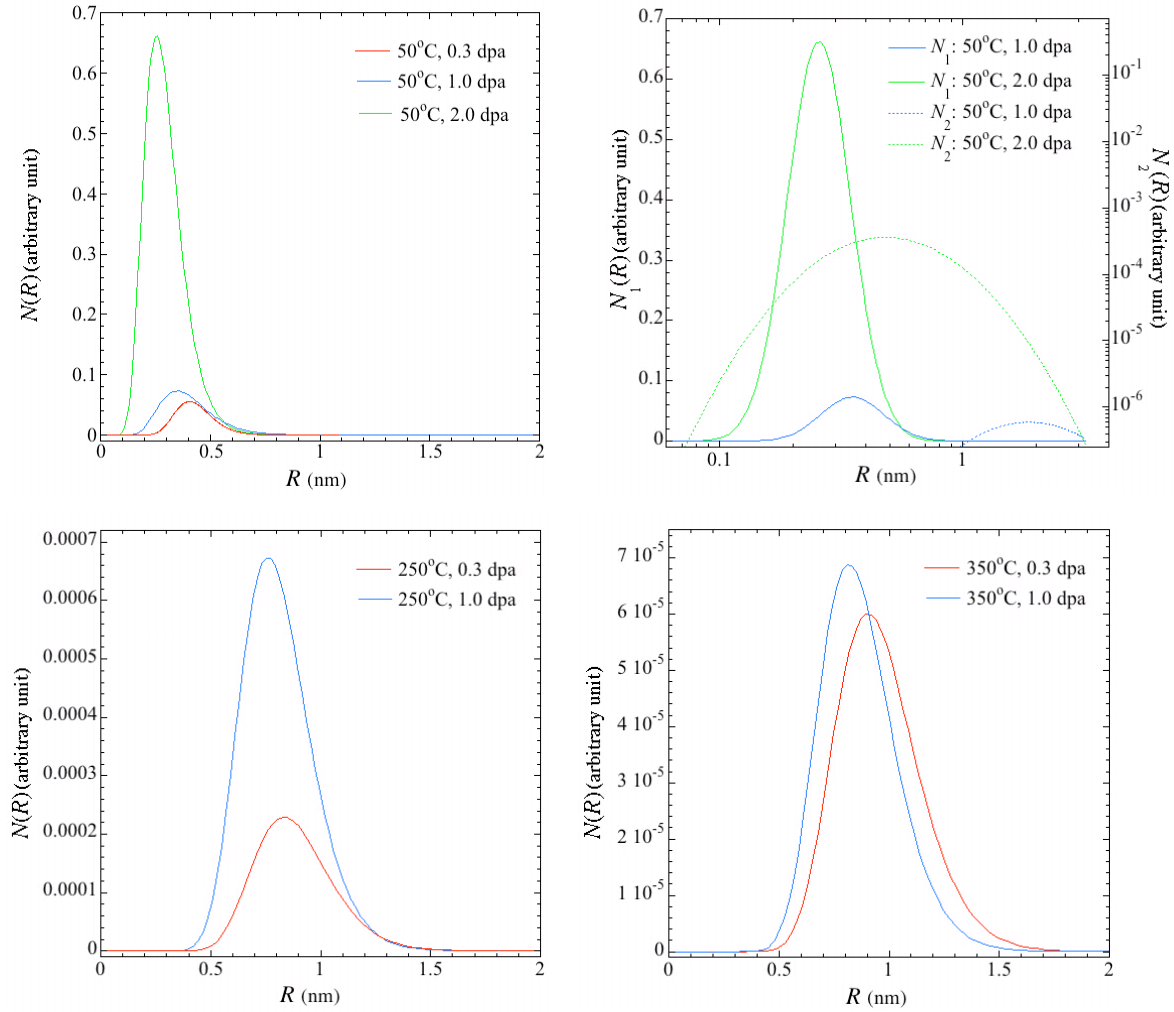 0.7
0.6
0.5
0.4
0.3
0.2
0.1
0
N(R) (arbitrary unit)
50°C, 0.3 dpa
50°C, 1.0 dpa
50°C, 2.0 dpa
0
0.5
1
1.5
2
R (nm)
0.7
0.6
0.5
0.4
0.3
0.2
0.1
0
N₁(R) (arbitrary unit)
N₁: 50°C, 1.0 dpa
N₁: 50°C, 2.0 dpa
N₂: 50°C, 1.0 dpa
N₂: 50°C, 2.0 dpa
10⁻¹
10⁻²
10⁻³
10⁻⁴
10⁻⁵
10⁻⁶
N₂(R) (arbitrary unit)
0.1
1
R (nm)
0.0007
0.0006
0.0005
0.0004
0.0003
0.0002
0.0001
0
N(R) (arbitrary unit)
250°C, 0.3 dpa
250°C, 1.0 dpa
0
0.5
1
1.5
2
R (nm)
7 10⁻⁵
6 10⁻⁵
5 10⁻⁵
4 10⁻⁵
3 10⁻⁵
2 10⁻⁵
1 10⁻⁵
0
N(R) (arbitrary unit)
350°C, 0.3 dpa
350°C, 1.0 dpa
0
0.5
1
1.5
2
R (nm)